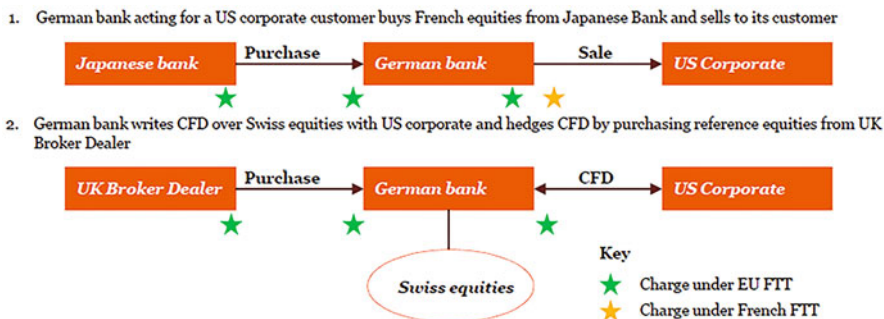 1. German bank acting for a US corporate customer buys French equities from Japanese Bank and sells to its customer
Japanese bank Purchase German bank Sale US Corporate
2. German bank writes CFD over Swiss equities with US corporate and hedges CFD by purchasing reference equities from UK
Broker Dealer
UK Broker Dealer Purchase German bank CFD US Corporate
Swiss equities
Key
Charge under EU FTT
Charge under French FTT